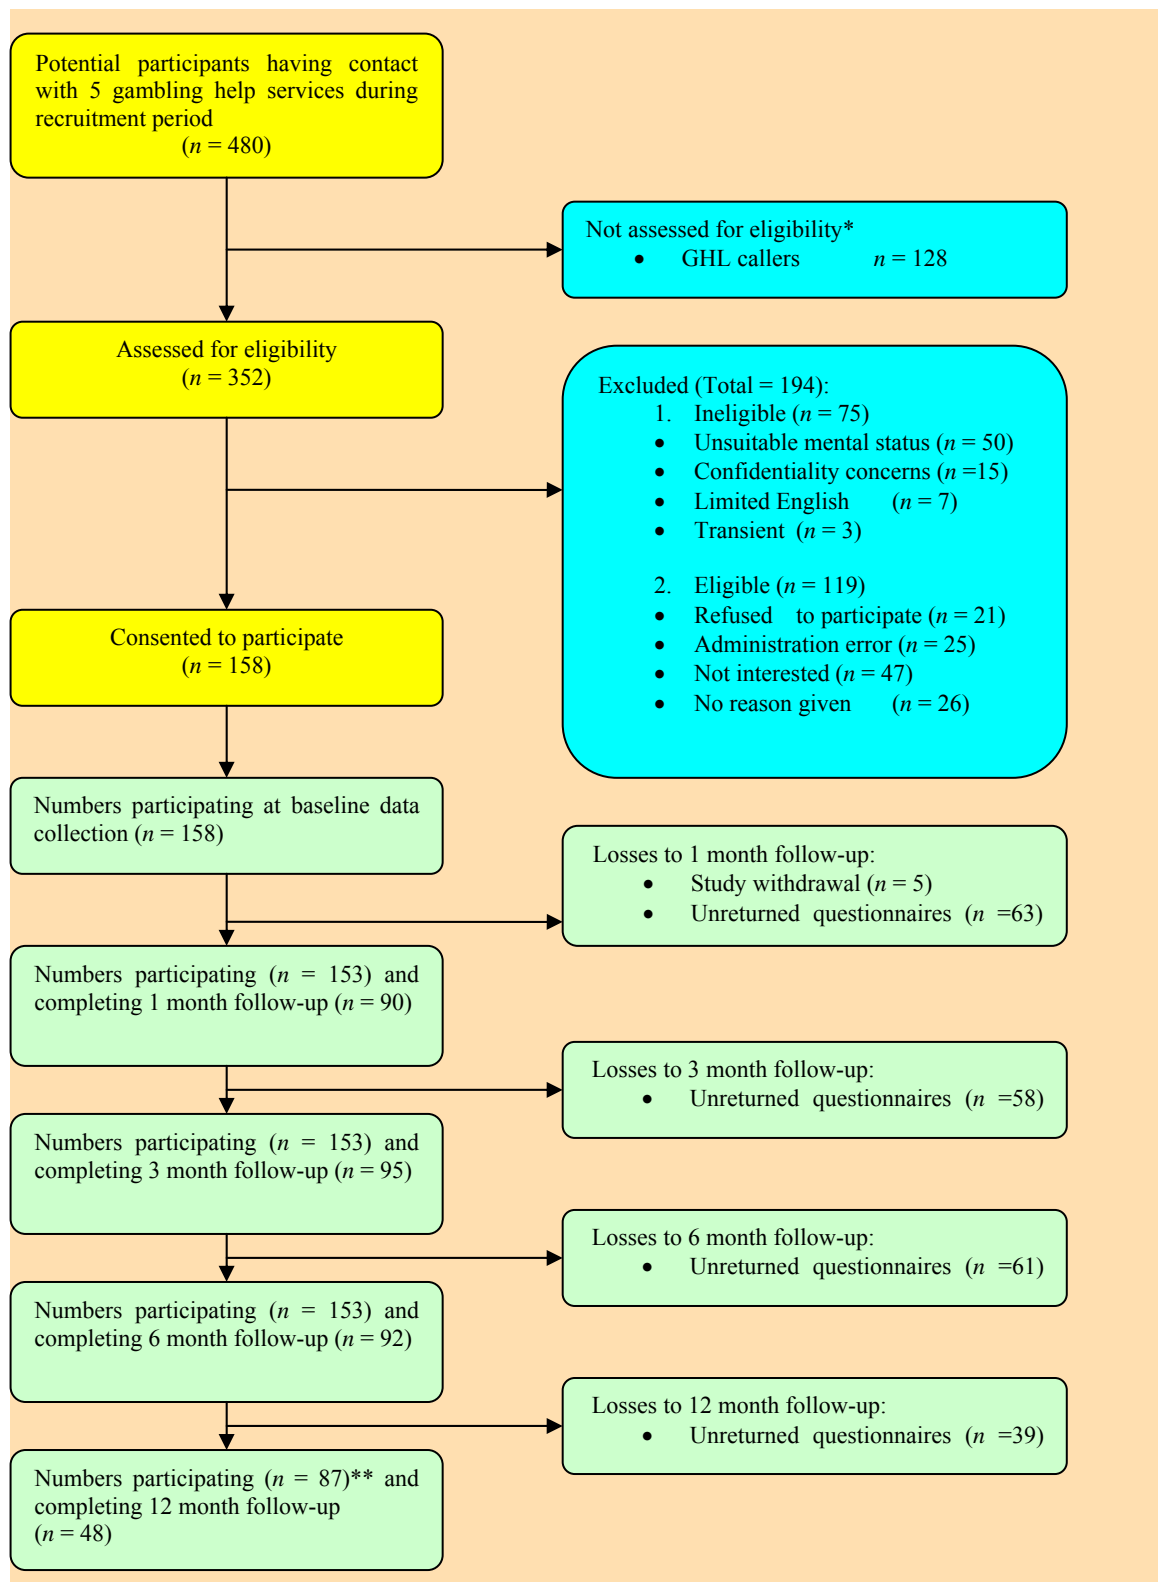 Potential participants having contact
with 5 gambling help services during
recruitment period
(n = 480)
Not assessed for eligibility*
• GHL callers n = 128
Assessed for eligibility
(n = 352)
Excluded (Total = 194):
1. Ineligible (n = 75)
• Unsuitable mental status (n = 50)
• Confidentiality concerns (n =15)
• Limited English (n = 7)
• Transient (n = 3)
2. Eligible (n = 119)
• Refused to participate (n = 21)
• Administration error (n = 25)
• Not interested (n = 47)
• No reason given (n = 26)
Consented to participate
(n = 158)
Numbers participating at baseline data
collection (n = 158)
Losses to 1 month follow-up:
• Study withdrawal (n = 5)
• Unreturned questionnaires (n =63)
Numbers participating (n = 153) and
completing 1 month follow-up (n = 90)
Losses to 3 month follow-up:
• Unreturned questionnaires (n =58)
Numbers participating (n = 153) and
completing 3 month follow-up (n = 95)
Losses to 6 month follow-up:
• Unreturned questionnaires (n =61)
Numbers participating (n = 153) and
completing 6 month follow-up (n = 92)
Losses to 12 month follow-up:
• Unreturned questionnaires (n =39)
Numbers participating (n = 87)** and
completing 12 month follow-up
(n = 48)